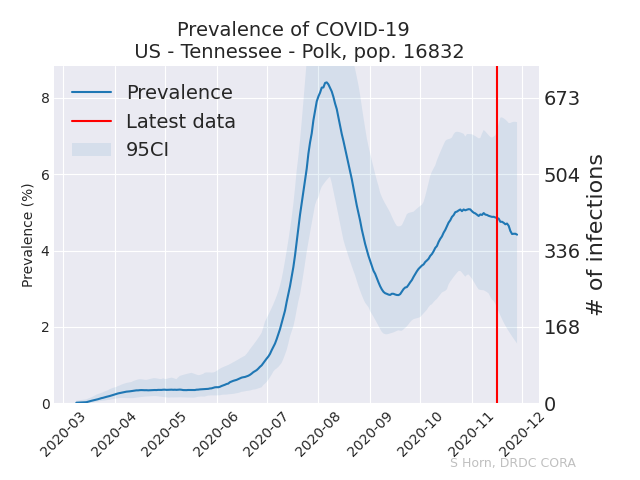 Prevalence of COVID-19
US - Tennessee - Polk, pop. 16832
Prevalence
Latest data
95CI
Prevalence (%)
8
6
4
2
0
673
504
336
168
0
# of infections
2020-03
2020-04
2020-05
2020-06
2020-07
2020-08
2020-09
2020-10
2020-11
2020-12
S Horn, DRDC CORA